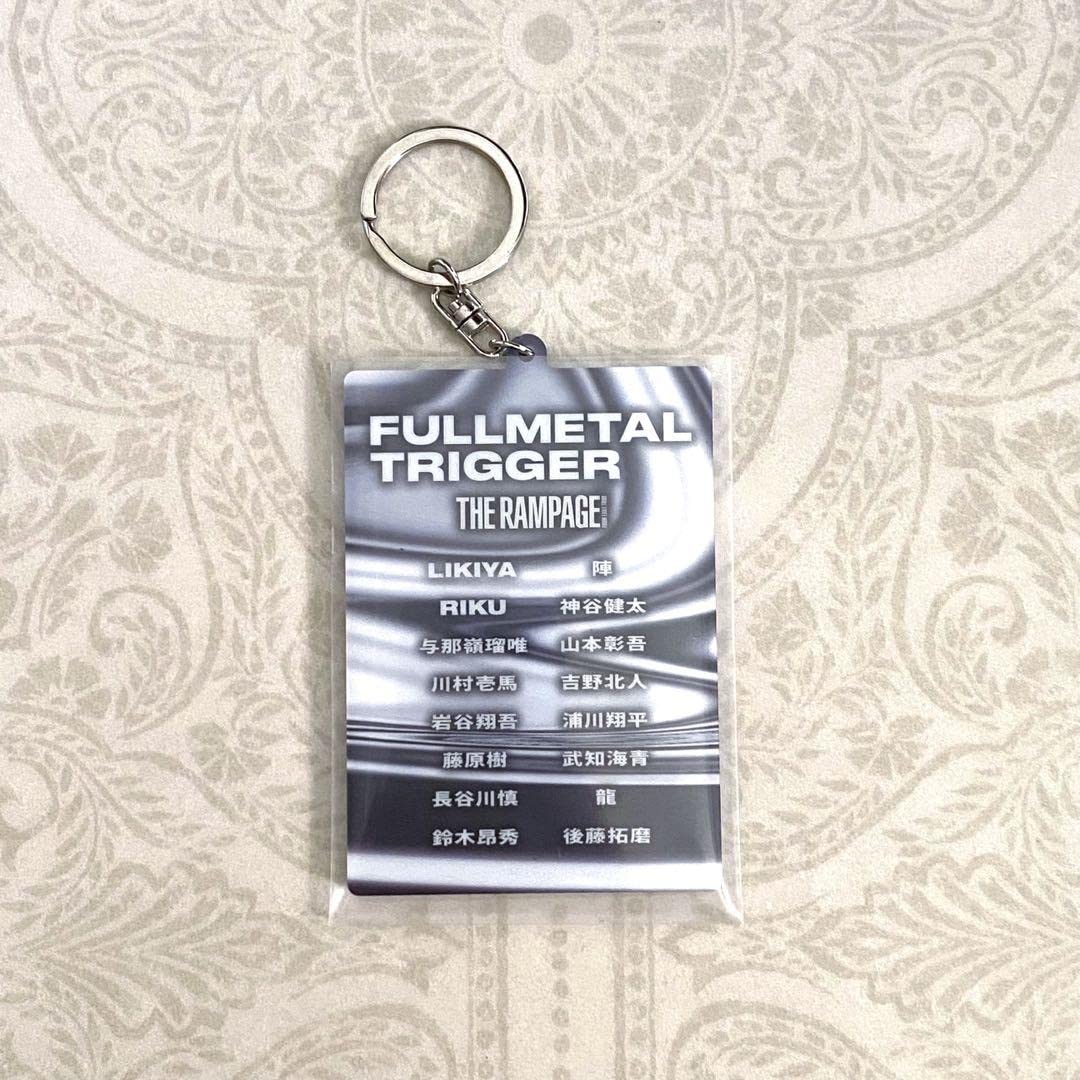 FULLMETAL
TRIGGER
THE RAMPAGE
LIKIYA 陣
RIKU 神谷健太
与那嶺瑠唯 山本彰吾
川村壱馬 吉野北人
岩谷翔吾 浦川翔平
藤原樹 武知海青
長谷川慎 龍
鈴木昂秀 後藤拓磨